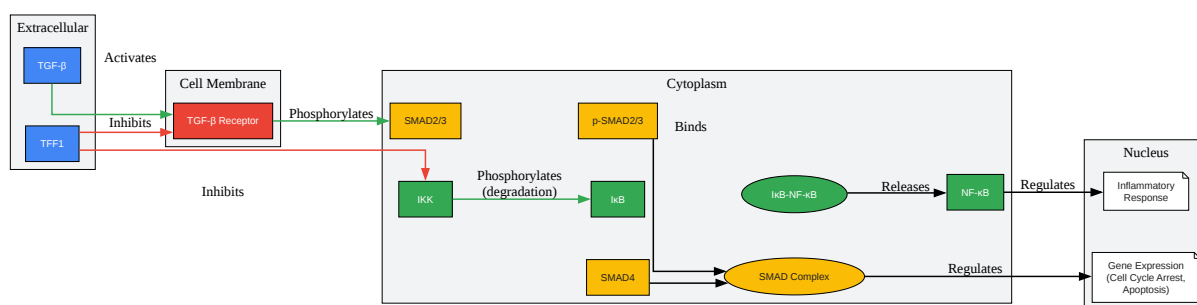 Extracellular
TGF-β
Activates
Cell Membrane
Cytoplasm
TGF-β Receptor
Phosphorylates
SMAD2/3
p-SMAD2/3
Binds
Inhibits
TFF1
Inhibits
Phosphorylates
(degradation)
IKK
IκB
IκB-NF-κB
Releases
NF-κB
Regulates
Nucleus
Inflammatory
Response
SMAD4
SMAD Complex
Regulates
Gene Expression
(Cell Cycle Arrest,
Apoptosis)